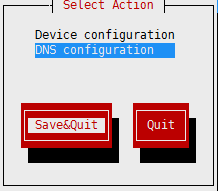 Select Action
Device configuration
DNS configuration
Save&Quit
Quit